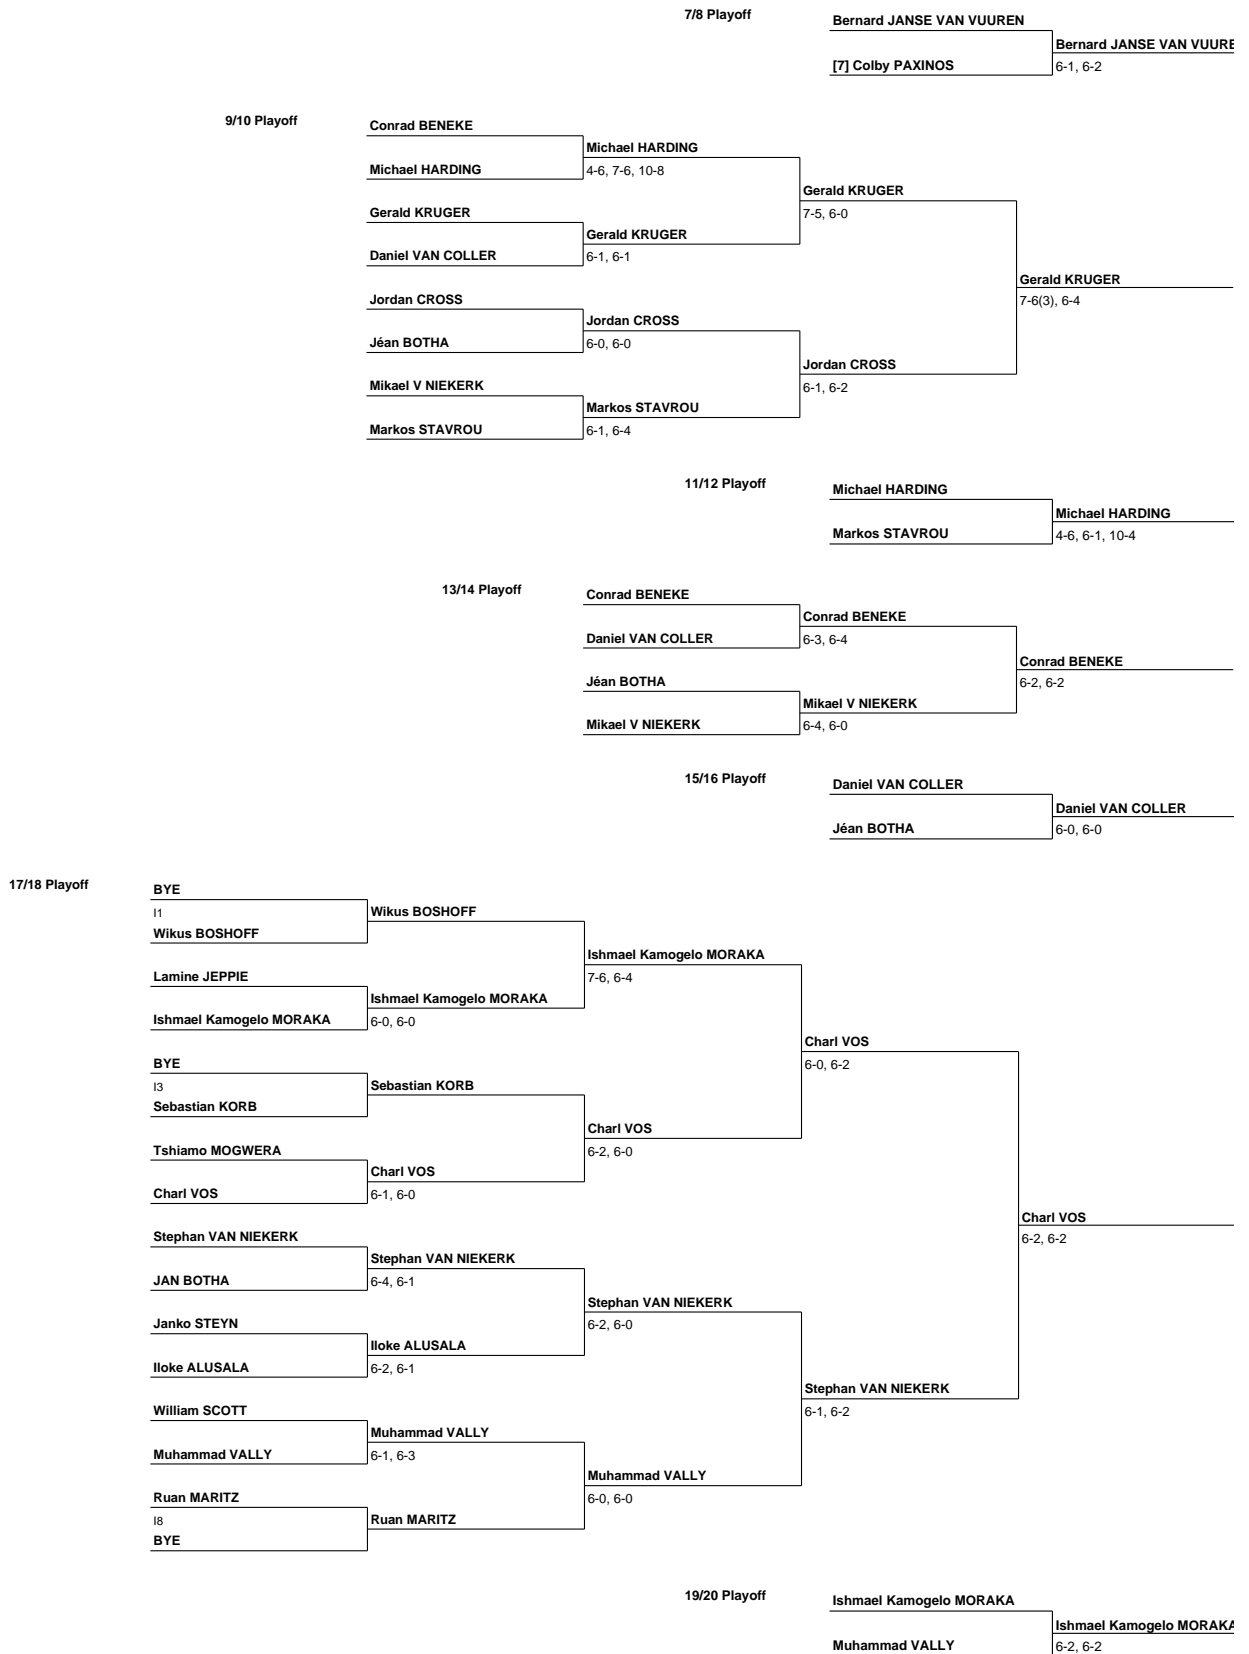 7/8 Playoff
Bernard JANSE VAN VUUREN
Bernard JANSE VAN VUURE
[7] Colby PAXINOS
6-1, 6-2
9/10 Playoff
Conrad BENEKE
Michael HARDING
Michael HARDING
4-6, 7-6, 10-8
Gerald KRUGER
7-5, 6-0
Gerald KRUGER
Gerald KRUGER
Daniel VAN COLLER
6-1, 6-1
Gerald KRUGER
7-6(3), 6-4
Jordan CROSS
Jordan CROSS
Jéan BOTHA
6-0, 6-0
Jordan CROSS
6-1, 6-2
Mikael V NIEKERK
Markos STAVROU
Markos STAVROU
6-1, 6-4
11/12 Playoff
Michael HARDING
Michael HARDING
Markos STAVROU
4-6, 6-1, 10-4
13/14 Playoff
Conrad BENEKE
Conrad BENEKE
Daniel VAN COLLER
6-3, 6-4
Conrad BENEKE
6-2, 6-2
Jéan BOTHA
Mikael V NIEKERK
Mikael V NIEKERK
6-4, 6-0
15/16 Playoff
Daniel VAN COLLER
Daniel VAN COLLER
Jéan BOTHA
6-0, 6-0
17/18 Playoff
BYE
I1
Wikus BOSHOFF
Wikus BOSHOFF
Ishmael Kamogelo MORAKA
7-6, 6-4
Lamine JEPPIE
Ishmael Kamogelo MORAKA
Ishmael Kamogelo MORAKA
6-0, 6-0
Charl VOS
6-0, 6-2
BYE
I3
Sebastian KORB
Sebastian KORB
Charl VOS
6-2, 6-0
Tshiamo MOGWERA
Charl VOS
Charl VOS
6-1, 6-0
Charl VOS
6-2, 6-2
Stephan VAN NIEKERK
Stephan VAN NIEKERK
JAN BOTHA
6-4, 6-1
Stephan VAN NIEKERK
6-2, 6-0
Janko STEYN
Iloke ALUSALA
Iloke ALUSALA
6-2, 6-1
Stephan VAN NIEKERK
6-1, 6-2
William SCOTT
Muhammad VALLY
Muhammad VALLY
6-1, 6-3
Muhammad VALLY
6-0, 6-0
Ruan MARITZ
I8
Ruan MARITZ
BYE
19/20 Playoff
Ishmael Kamogelo MORAKA
Ishmael Kamogelo MORAKA
Muhammad VALLY
6-2, 6-2